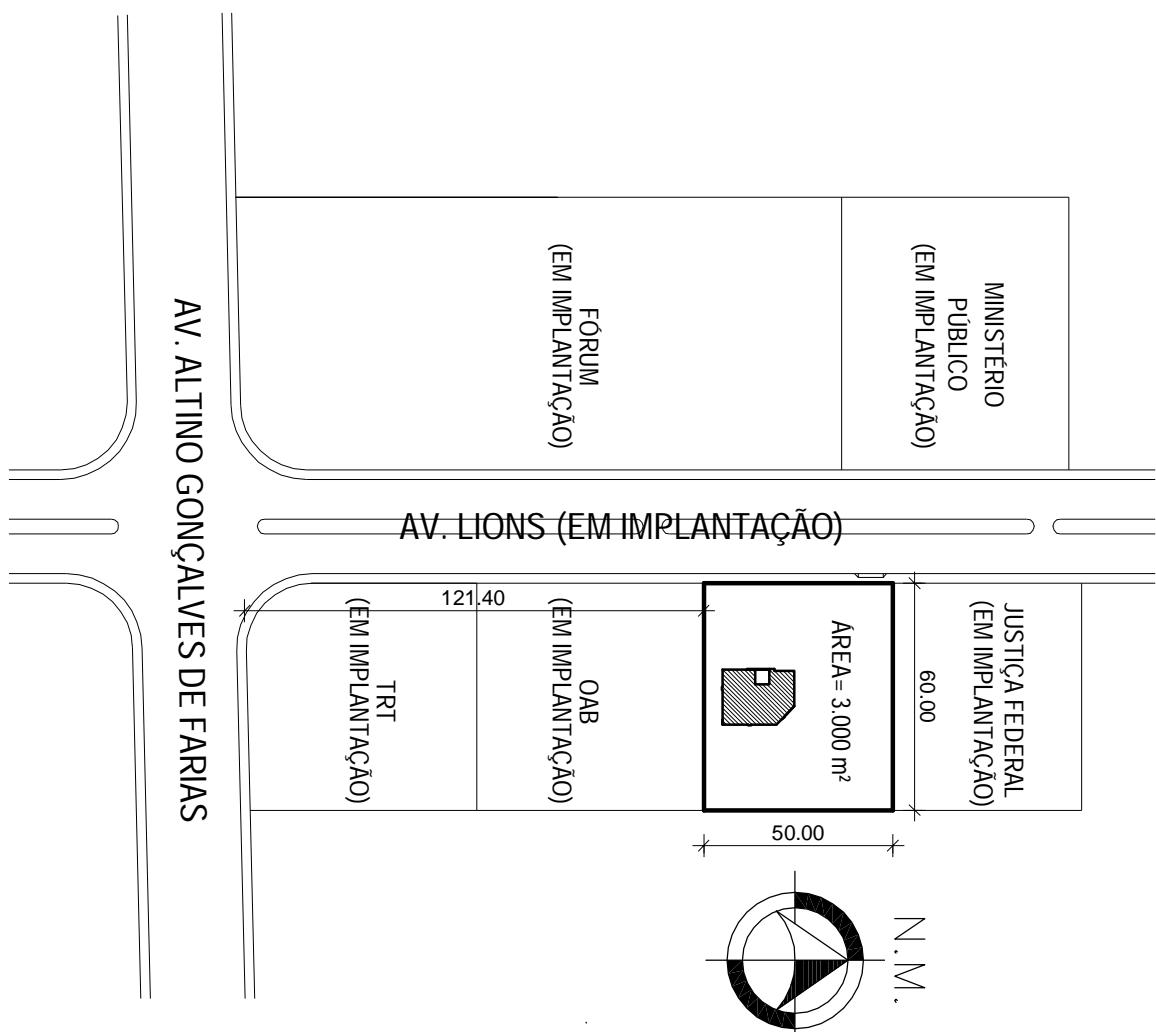 MINISTÉRIO
PÚBLICO
(EM IMPLANTAÇÃO)
FÓRUM
(EM IMPLANTAÇÃO)
AV. ALTINO GONÇALVES DE FARIAS
AV. LIONS (EM IMPLANTAÇÃO)
121.40
TRT
(EM IMPLANTAÇÃO)
OAB
(EM IMPLANTAÇÃO)
ÁREA= 3.000 m²
60.00
JUSTIÇA FEDERAL
(EM IMPLANTAÇÃO)
50.00
N.M.